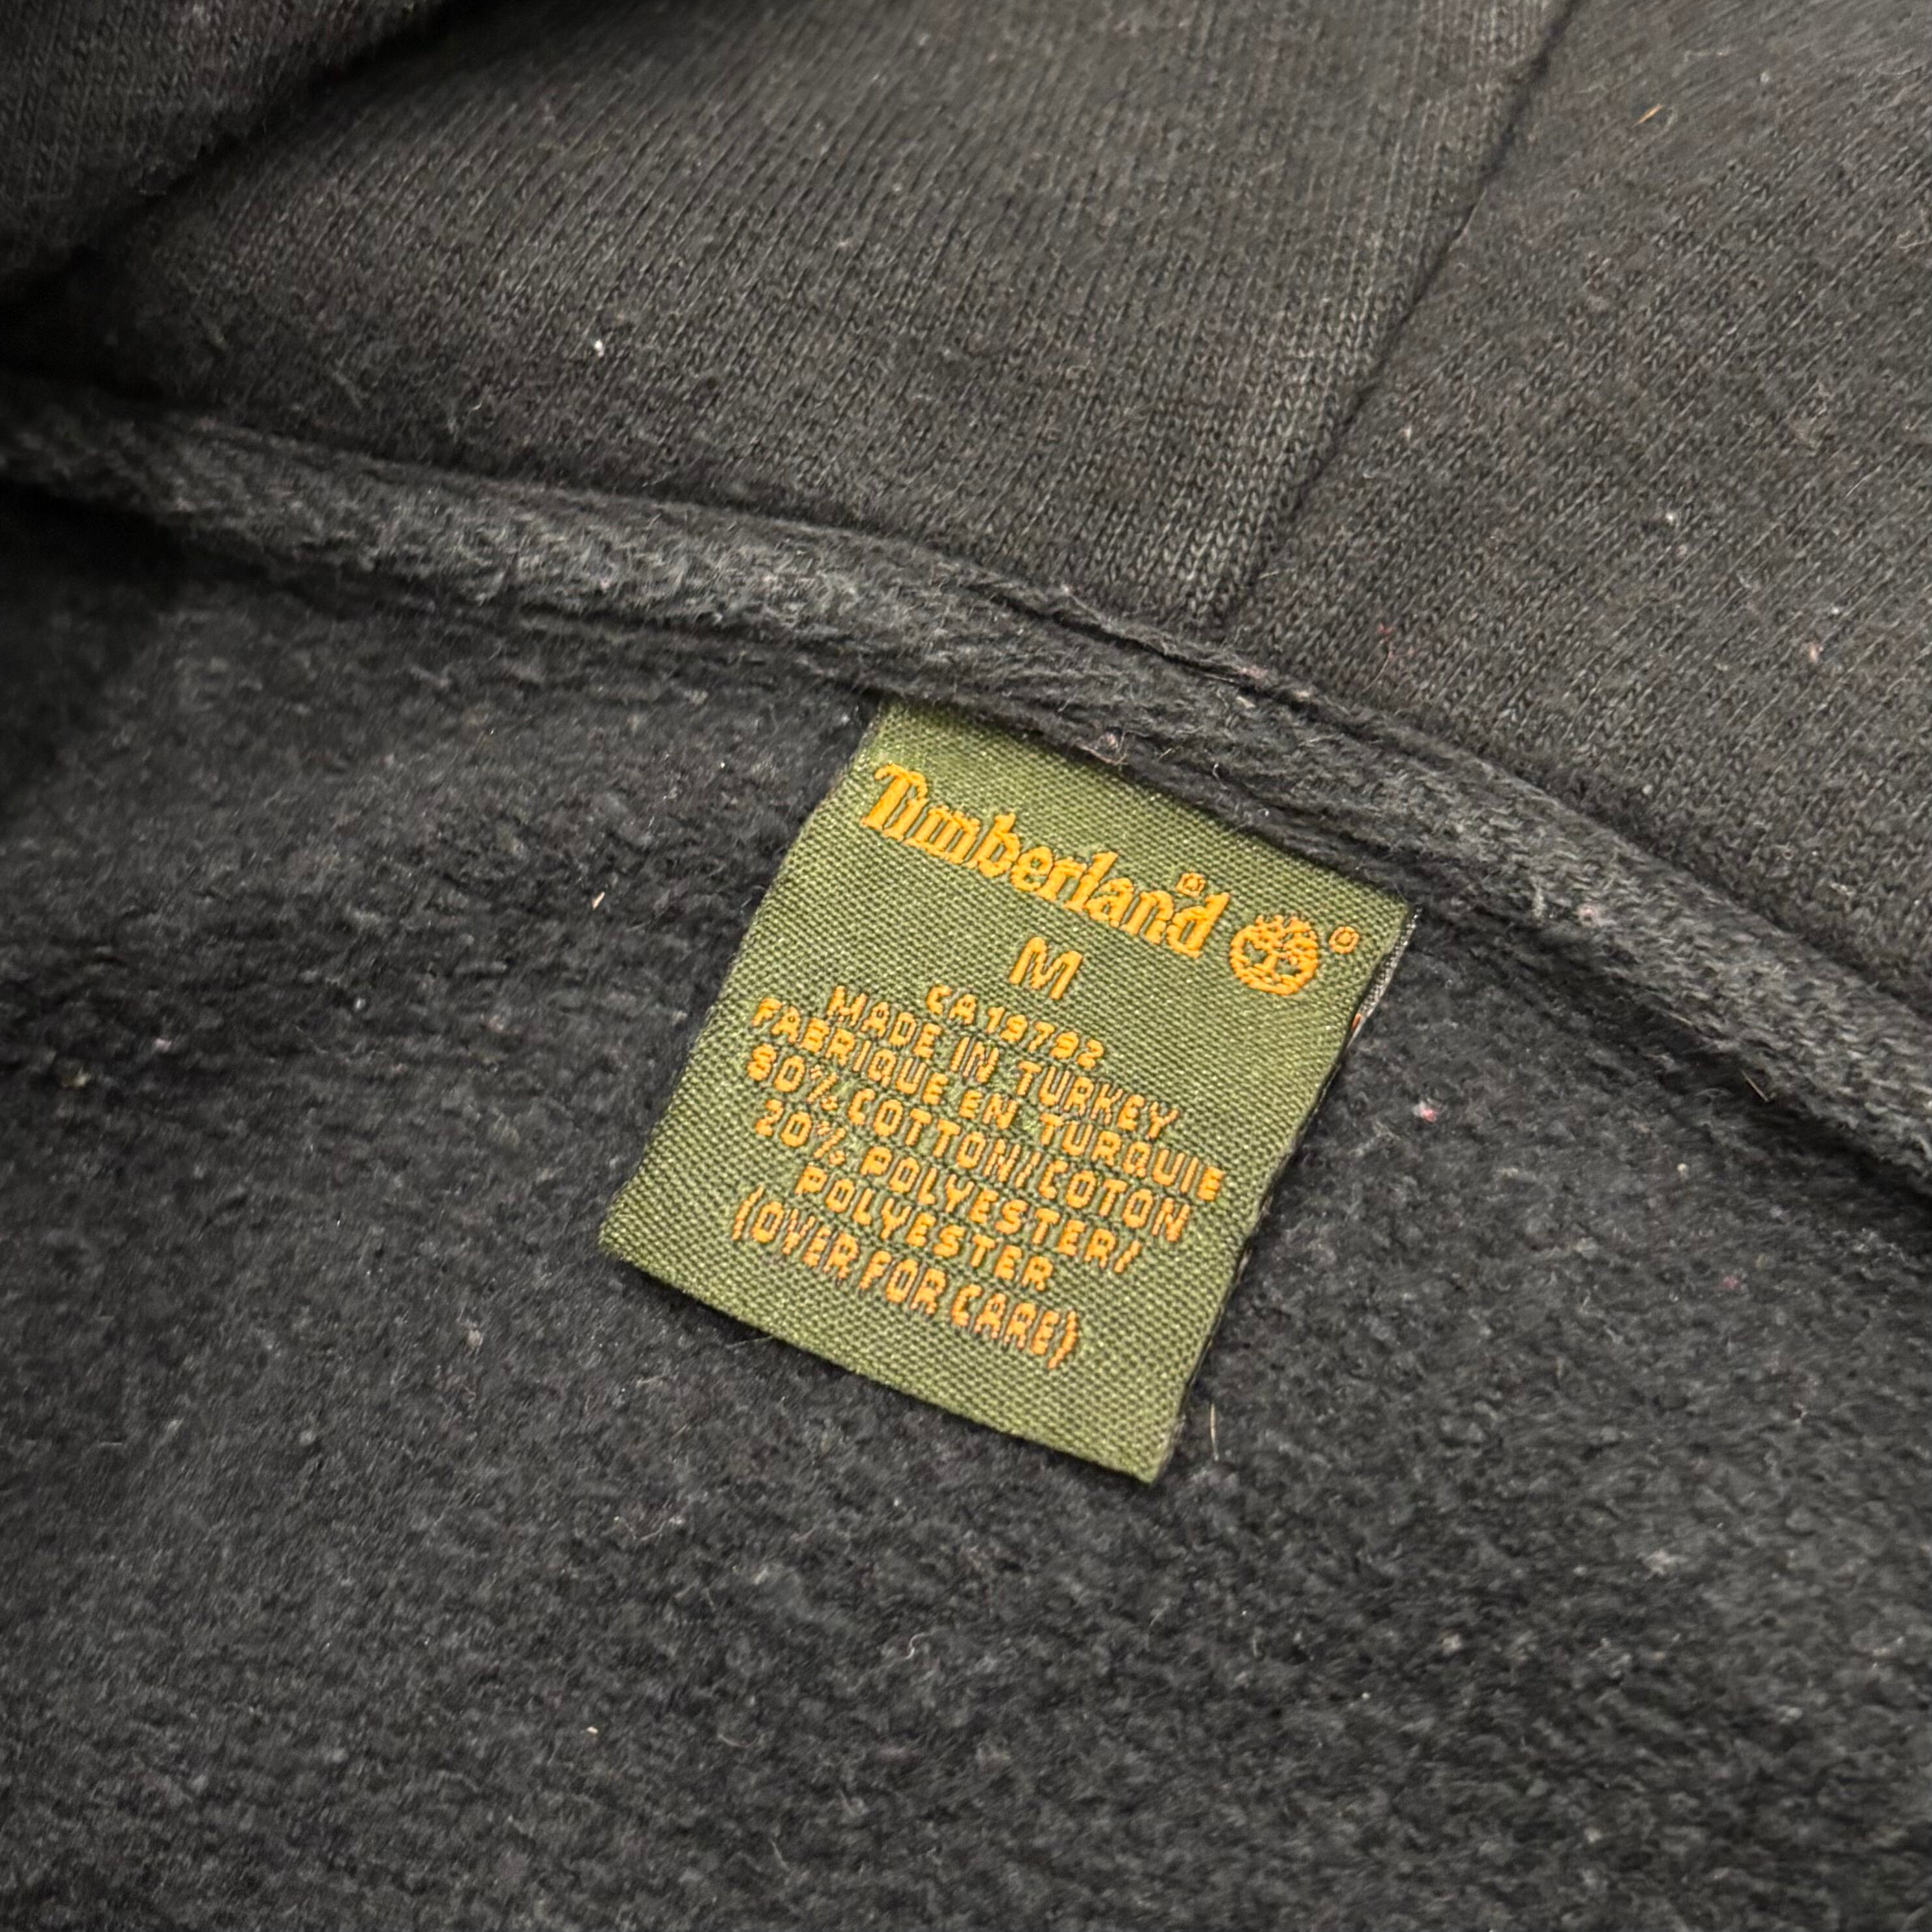 Timberland®
M
CA19792
MADE IN TURKEY
FABRIQUE EN TURQUIE
80% COTTON/COTON
20% POLYESTER/
POLYESTER
(OVER FOR CARE)